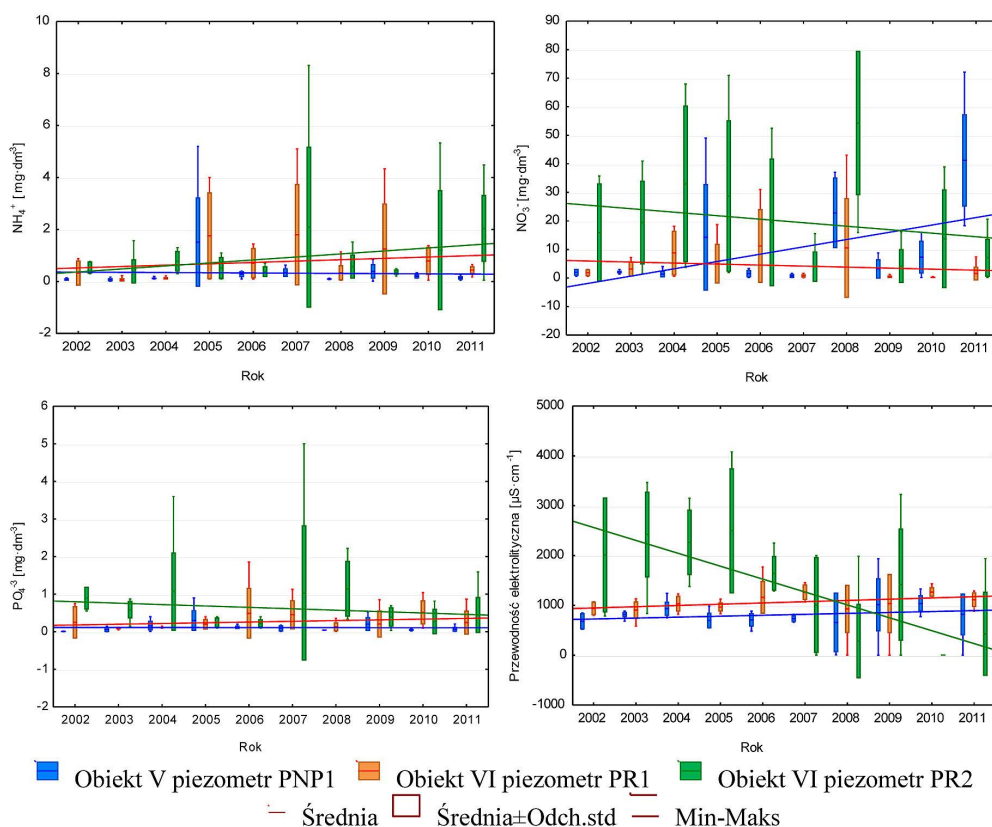 NH₄⁺ [mg·dm⁻³]
10
8
6
4
2
0
-2
2002 2003 2004 2005 2006 2007 2008 2009 2010 2011
Rok
NO₃⁻ [mg·dm⁻³]
90
80
70
60
50
40
30
20
10
0
-10
-20
2002 2003 2004 2005 2006 2007 2008 2009 2010 2011
Rok
PO₄⁻³ [mg·dm⁻³]
6
5
4
3
2
1
0
-1
-2
2002 2003 2004 2005 2006 2007 2008 2009 2010 2011
Rok
Przewodność elektrolityczna [µS·cm⁻¹]
5000
4000
3000
2000
1000
0
-1000
2002 2003 2004 2005 2006 2007 2008 2009 2010 2011
Rok
Obiekt V piezometr PNP1 Obiekt VI piezometr PR1 Obiekt VI piezometr PR2
Średnia Średnia±Odch.std Min-Maks